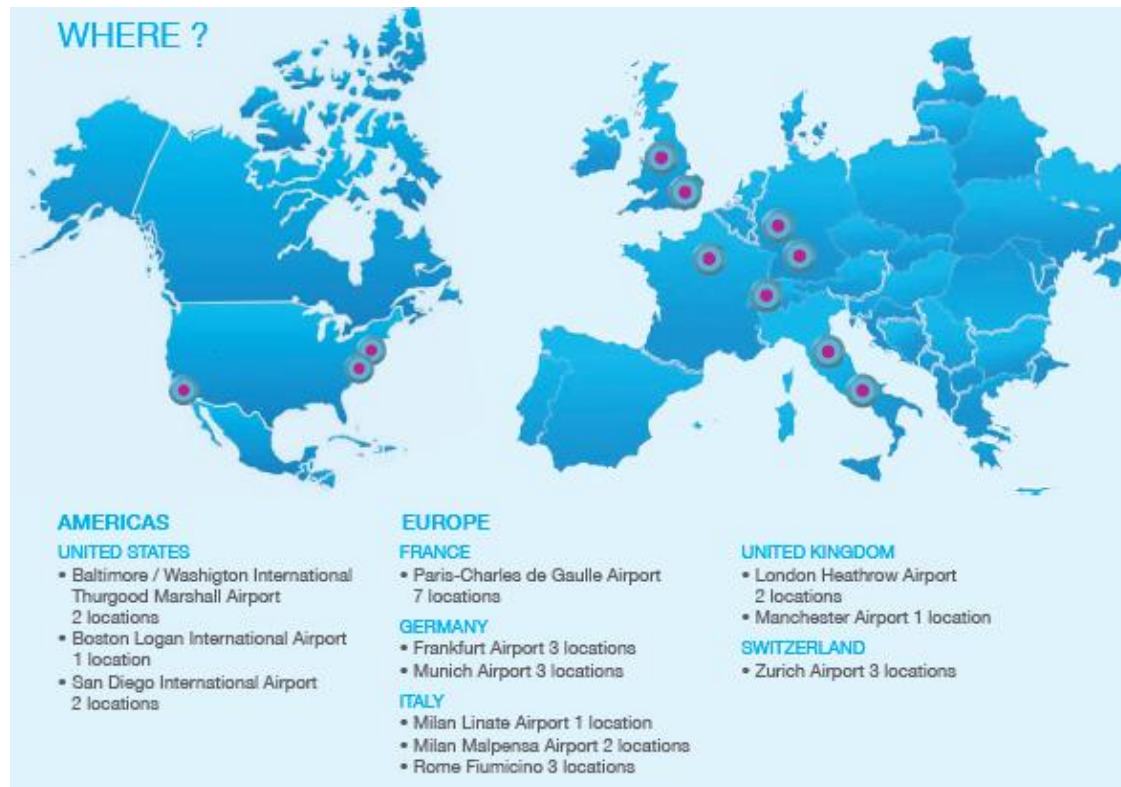 WHERE ?
AMERICAS
UNITED STATES
• Baltimore / Washigton International
Thurgood Marshall Airport
2 locations
• Boston Logan International Airport
1 location
• San Diego International Airport
2 locations
EUROPE
FRANCE
• Paris-Charles de Gaulle Airport
7 locations
GERMANY
• Frankfurt Airport 3 locations
• Munich Airport 3 locations
ITALY
• Milan Linate Airport 1 location
• Milan Malpensa Airport 2 locations
• Rome Fiumicino 3 locations
UNITED KINGDOM
• London Heathrow Airport
2 locations
• Manchester Airport 1 location
SWITZERLAND
• Zurich Airport 3 locations